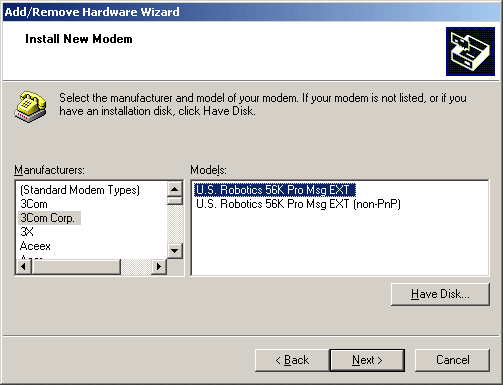 Add/Remove Hardware Wizard
Install New Modem
Select the manufacturer and model of your modem. If your modem is not listed, or if you
have an installation disk, click Have Disk.
Manufacturers:
(Standard Modem Types)
3Com
3Com Corp.
3X
Aceex
Models:
U.S. Robotics 56K Pro Msg EXT
U.S. Robotics 56K Pro Msg EXT (non-PnP)
Have Disk...
< Back
Next >
Cancel